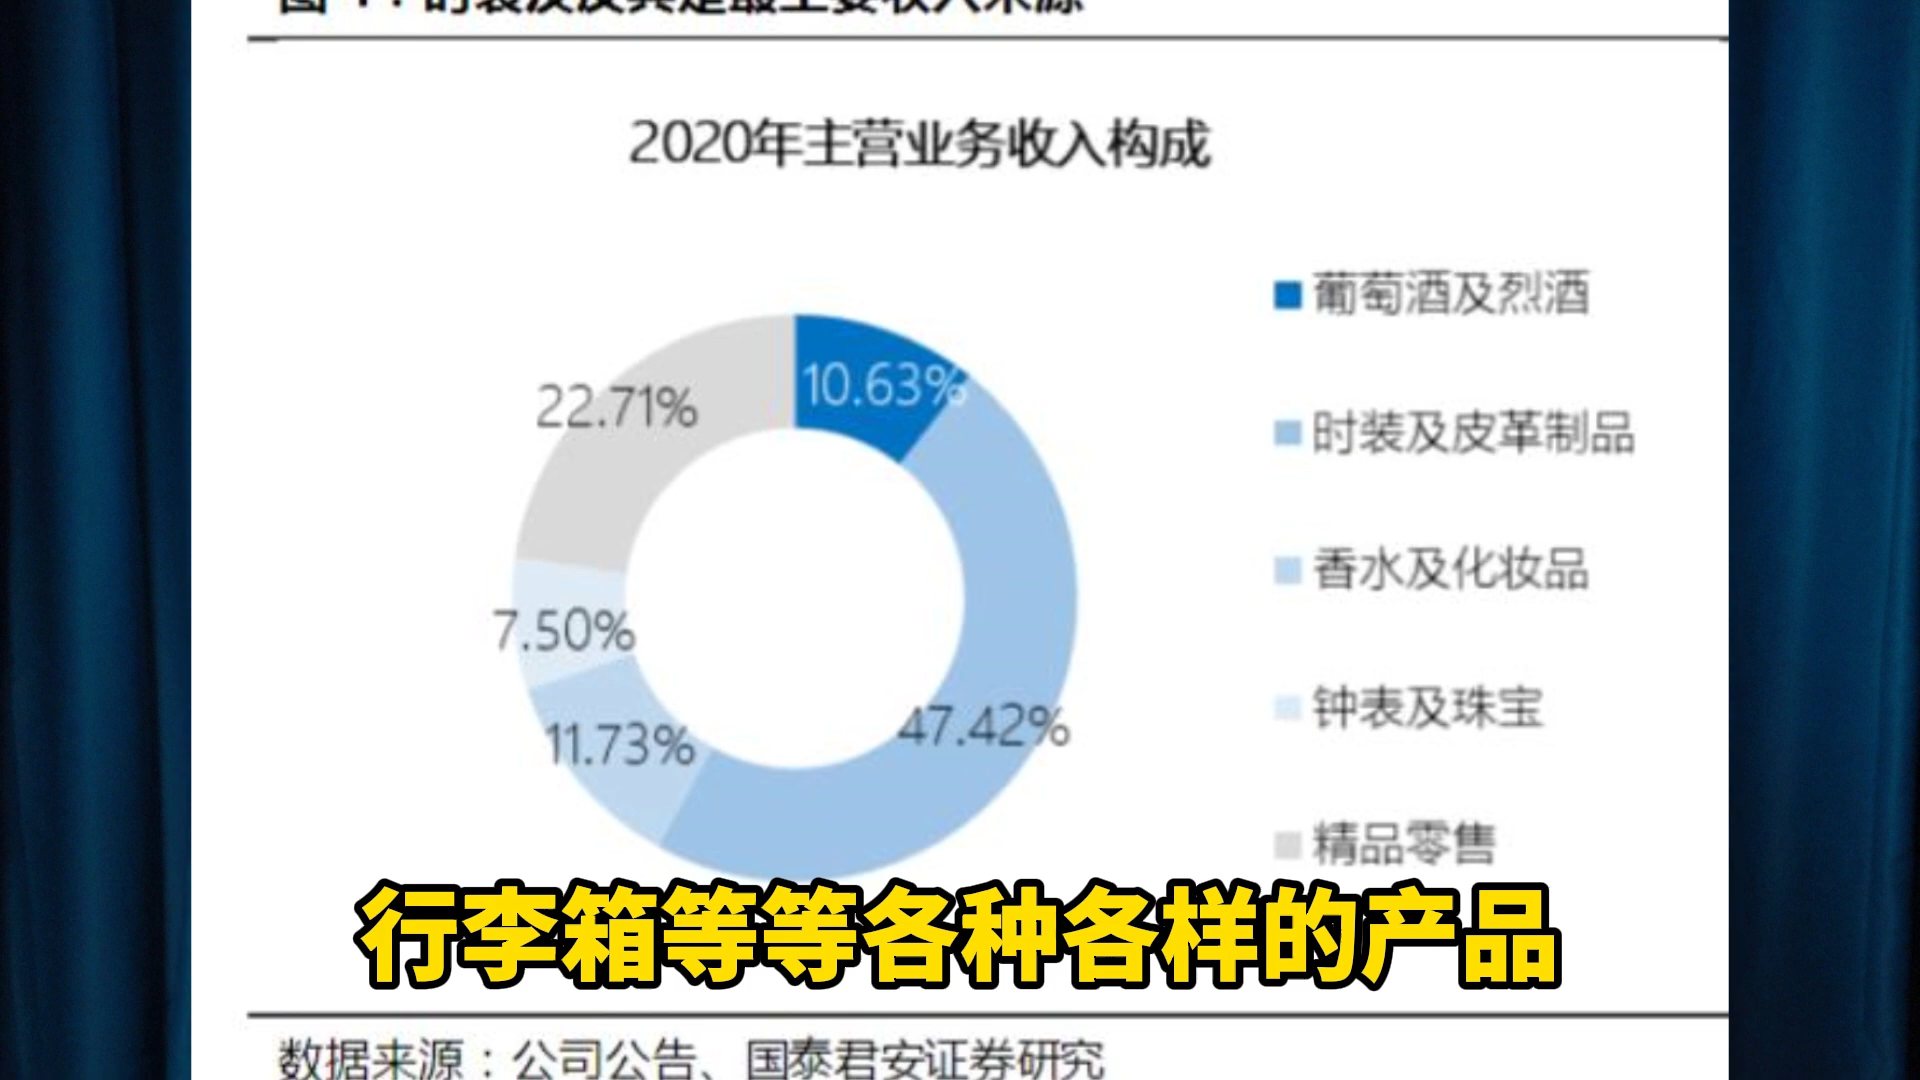 2020年主营业务收入构成
葡萄酒及烈酒
时装及皮革制品
香水及化妆品
钟表及珠宝
精品零售
10.63%
47.42%
11.73%
7.50%
22.71%
行李箱等等各种各样的产品
数据来源：公司公告、国泰君安证券研究